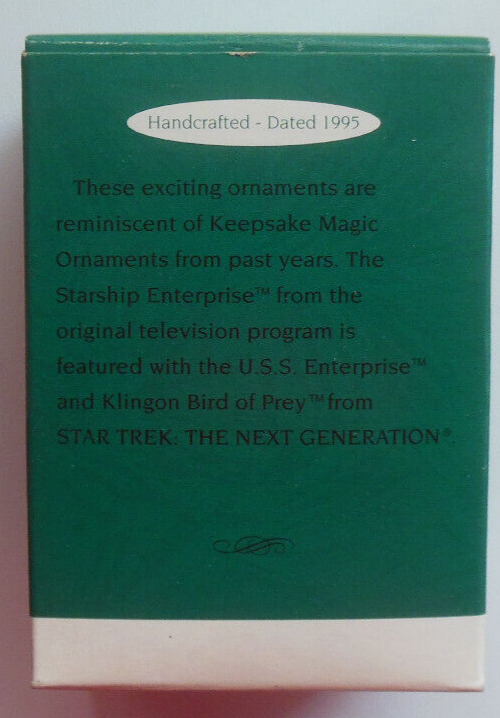 Handcrafted - Dated 1995
These exciting ornaments are
reminiscent of Keepsake Magic
Ornaments from past years. The
Starship Enterprise™ from the
original television program is
featured with the U.S.S. Enterprise™
and Klingon Bird of Prey™ from
STAR TREK: THE NEXT GENERATION®.